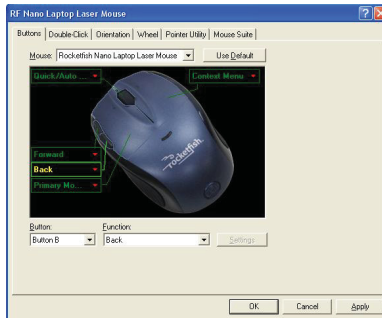 RF Nano Laptop Laser Mouse
Buttons Double-Click Orientation Wheel Pointer Utility Mouse Suite
Mouse: Rocketfish Nano Laptop Laser Mouse Use Default
Quick/Auto ... Context Menu
rocketfish
Forward
Back
Primary Mo...
Button: Function:
Button B Back Settings
OK Cancel Apply